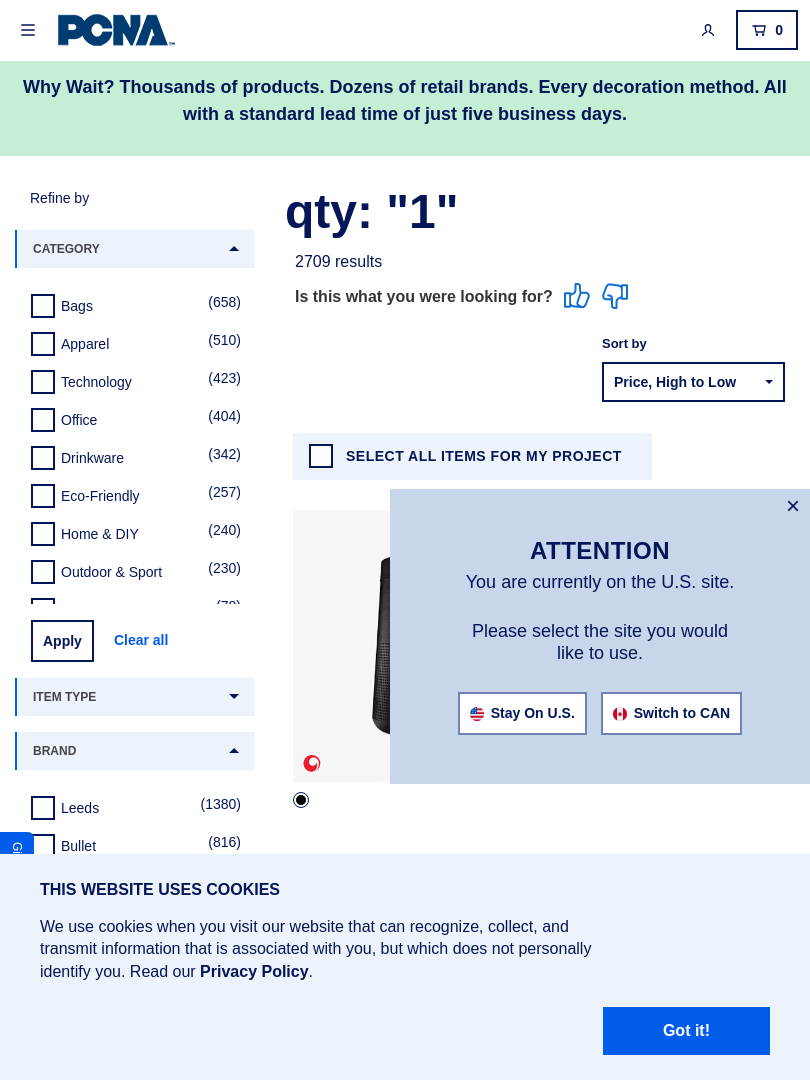 PCNA
0
Why Wait? Thousands of products. Dozens of retail brands. Every decoration method. All
with a standard lead time of just five business days.
Refine by
qty: "1"
CATEGORY
2709 results
Is this what you were looking for?
Bags (658)
Apparel (510)
Technology (423)
Office (404)
Drinkware (342)
Eco-Friendly (257)
Home & DIY (240)
Outdoor & Sport (230)
Sort by
Price, High to Low
SELECT ALL ITEMS FOR MY PROJECT
Apply Clear all
ITEM TYPE
BRAND
Leeds (1380)
Bullet (816)
ATTENTION
You are currently on the U.S. site.
Please select the site you would
like to use.
Stay On U.S. Switch to CAN
THIS WEBSITE USES COOKIES
We use cookies when you visit our website that can recognize, collect, and
transmit information that is associated with you, but which does not personally
identify you. Read our Privacy Policy.
Got it!